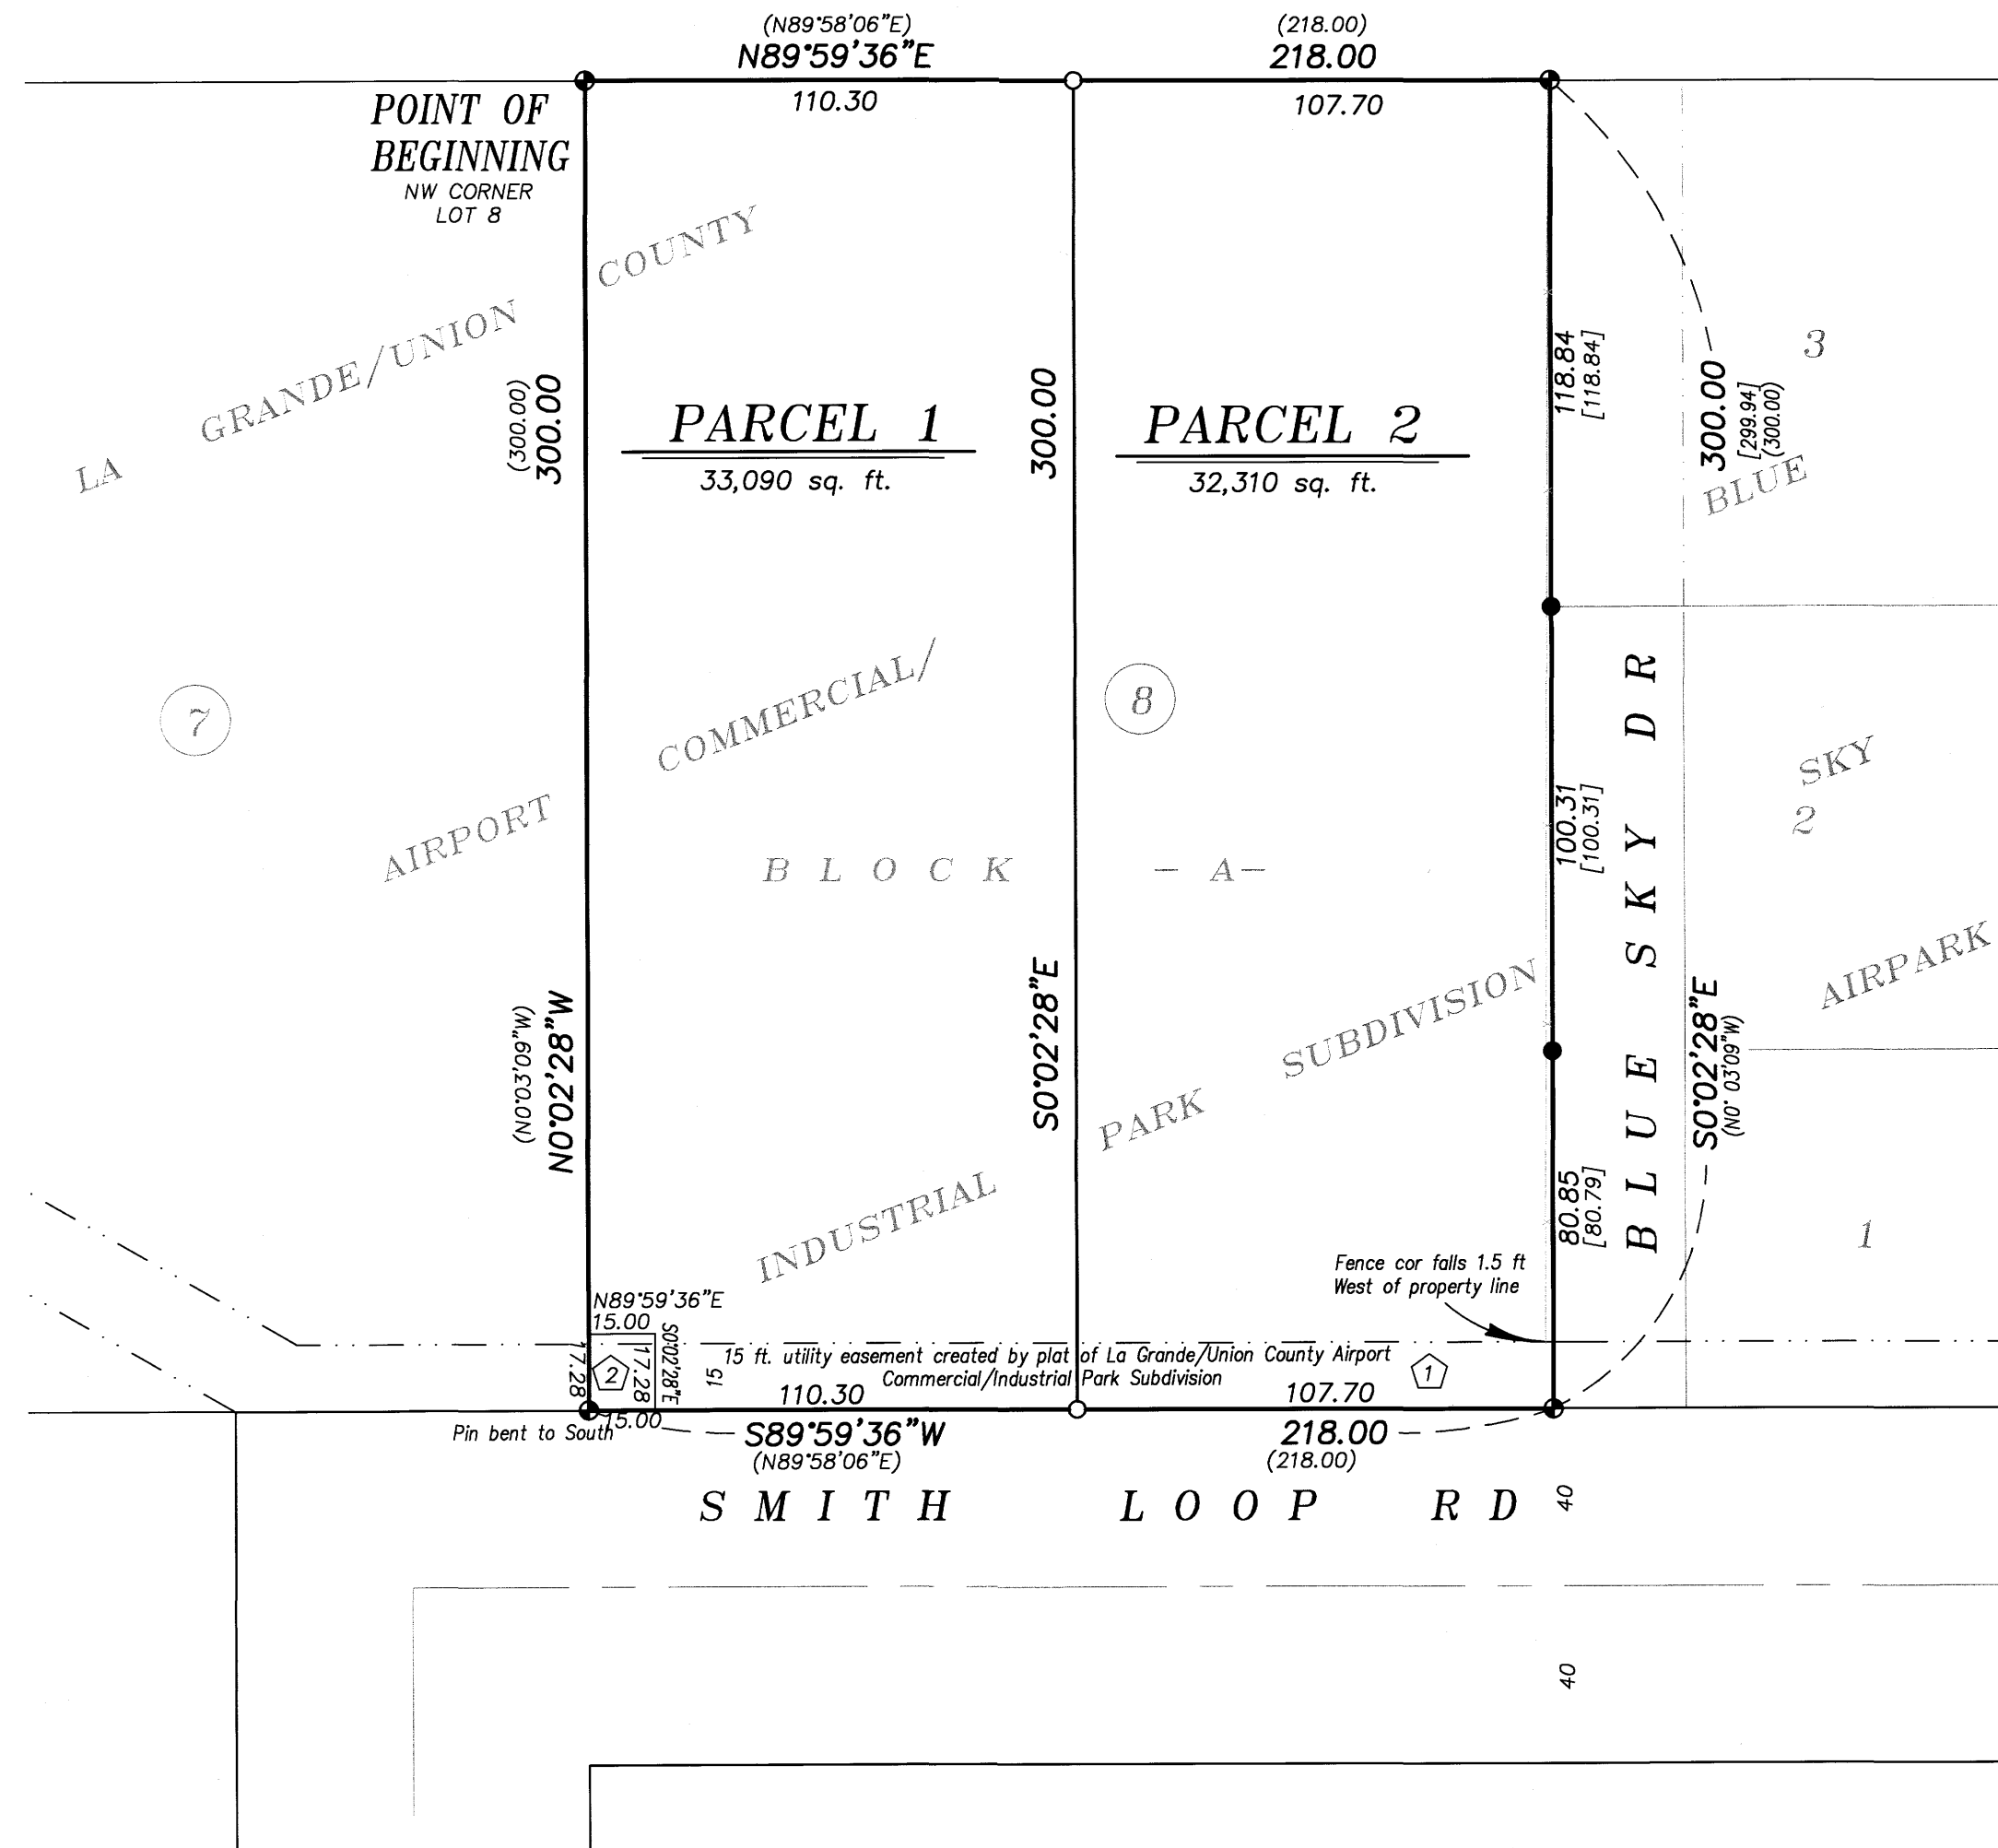 (N89°58'06"E)
N89°59'36"E
(218.00)
218.00
110.30
107.70
POINT OF
BEGINNING
NW CORNER
LOT 8
LA GRANDE/UNION COUNTY
(300.00)
300.00
PARCEL 1
33,090 sq. ft.
300.00
PARCEL 2
32,310 sq. ft.
118.84
[118.84]
300.00
[299.94]
(300.00)
3
BLUE
7
COMMERCIAL/
8
SKY
2
AIRPORT
BLOCK -A-
100.31
[100.31]
BLUE SKY DR
AIRPARK
(N0°03'09"W)
N0°02'28"W
S0°02'28"E
SUBDIVISION
S0°02'28"E
(N0° 03'09"W)
PARK
INDUSTRIAL
80.85
[80.79]
1
Fence cor falls 1.5 ft
West of property line
N89°59'36"E
15.00
S0°02'28"E
17.28
2
17.28
15
15 ft. utility easement created by plat of La Grande/Union County Airport
Commercial/Industrial Park Subdivision
1
110.30
107.70
Pin bent to South
15.00
S89°59'36"W
(N89°58'06"E)
218.00
(218.00)
SMITH LOOP RD
40
40